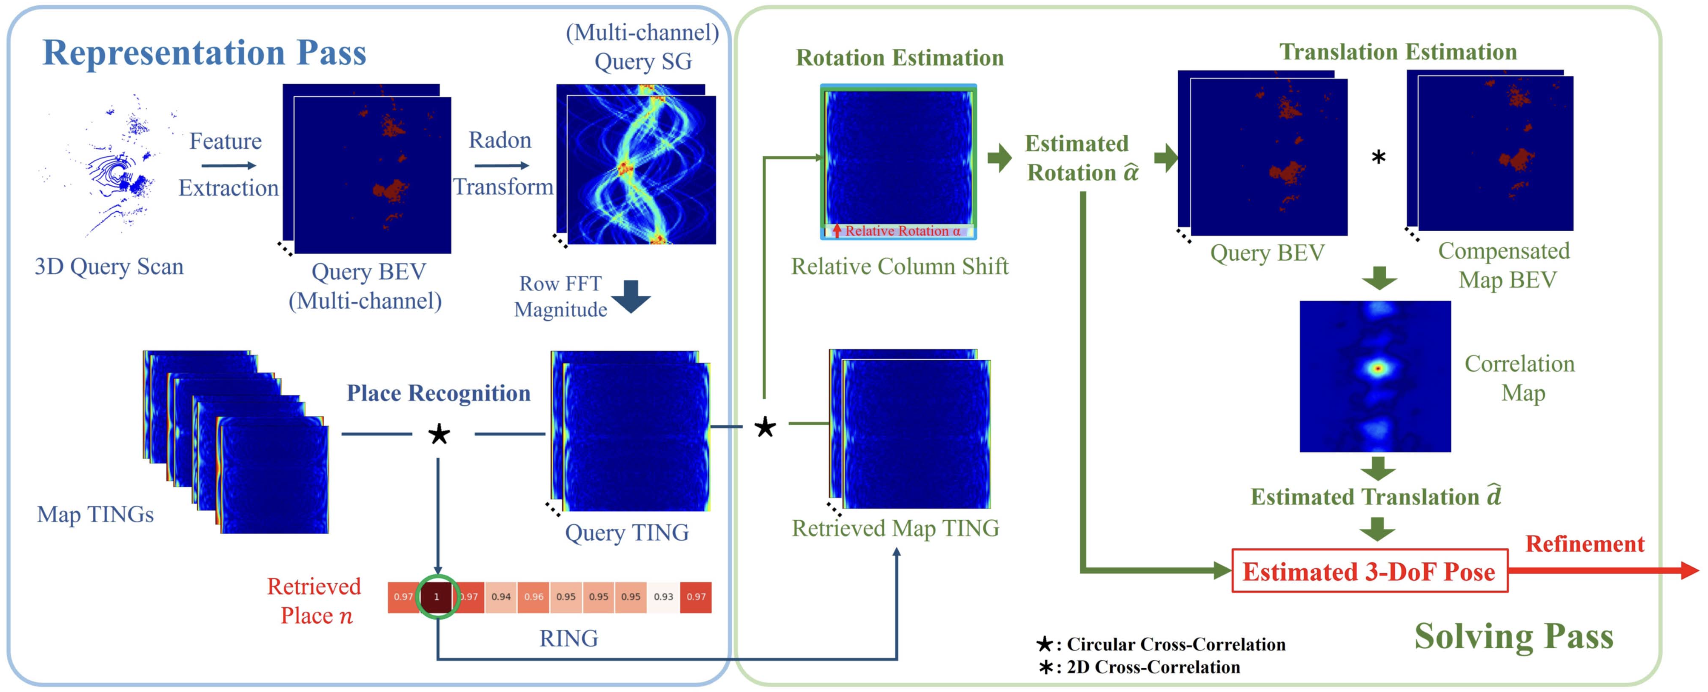 Representation Pass
(Multi-channel)
Query SG
Feature
Extraction
Radon
Transform
3D Query Scan
Query BEV
(Multi-channel)
Row FFT
Magnitude
Place Recognition
Map TINGs
Query TING
Retrieved
Place n
0.97 1 0.97 0.94 0.96 0.95 0.95 0.95 0.93 0.97
RING
Rotation Estimation
Relative Rotation α
Relative Column Shift
Estimated
Rotation α̂
Translation Estimation
*
Query BEV
Compensated
Map BEV
Correlation
Map
Retrieved Map TING
Estimated Translation d̂
Estimated 3-DoF Pose
Refinement
Solving Pass
★: Circular Cross-Correlation
*: 2D Cross-Correlation